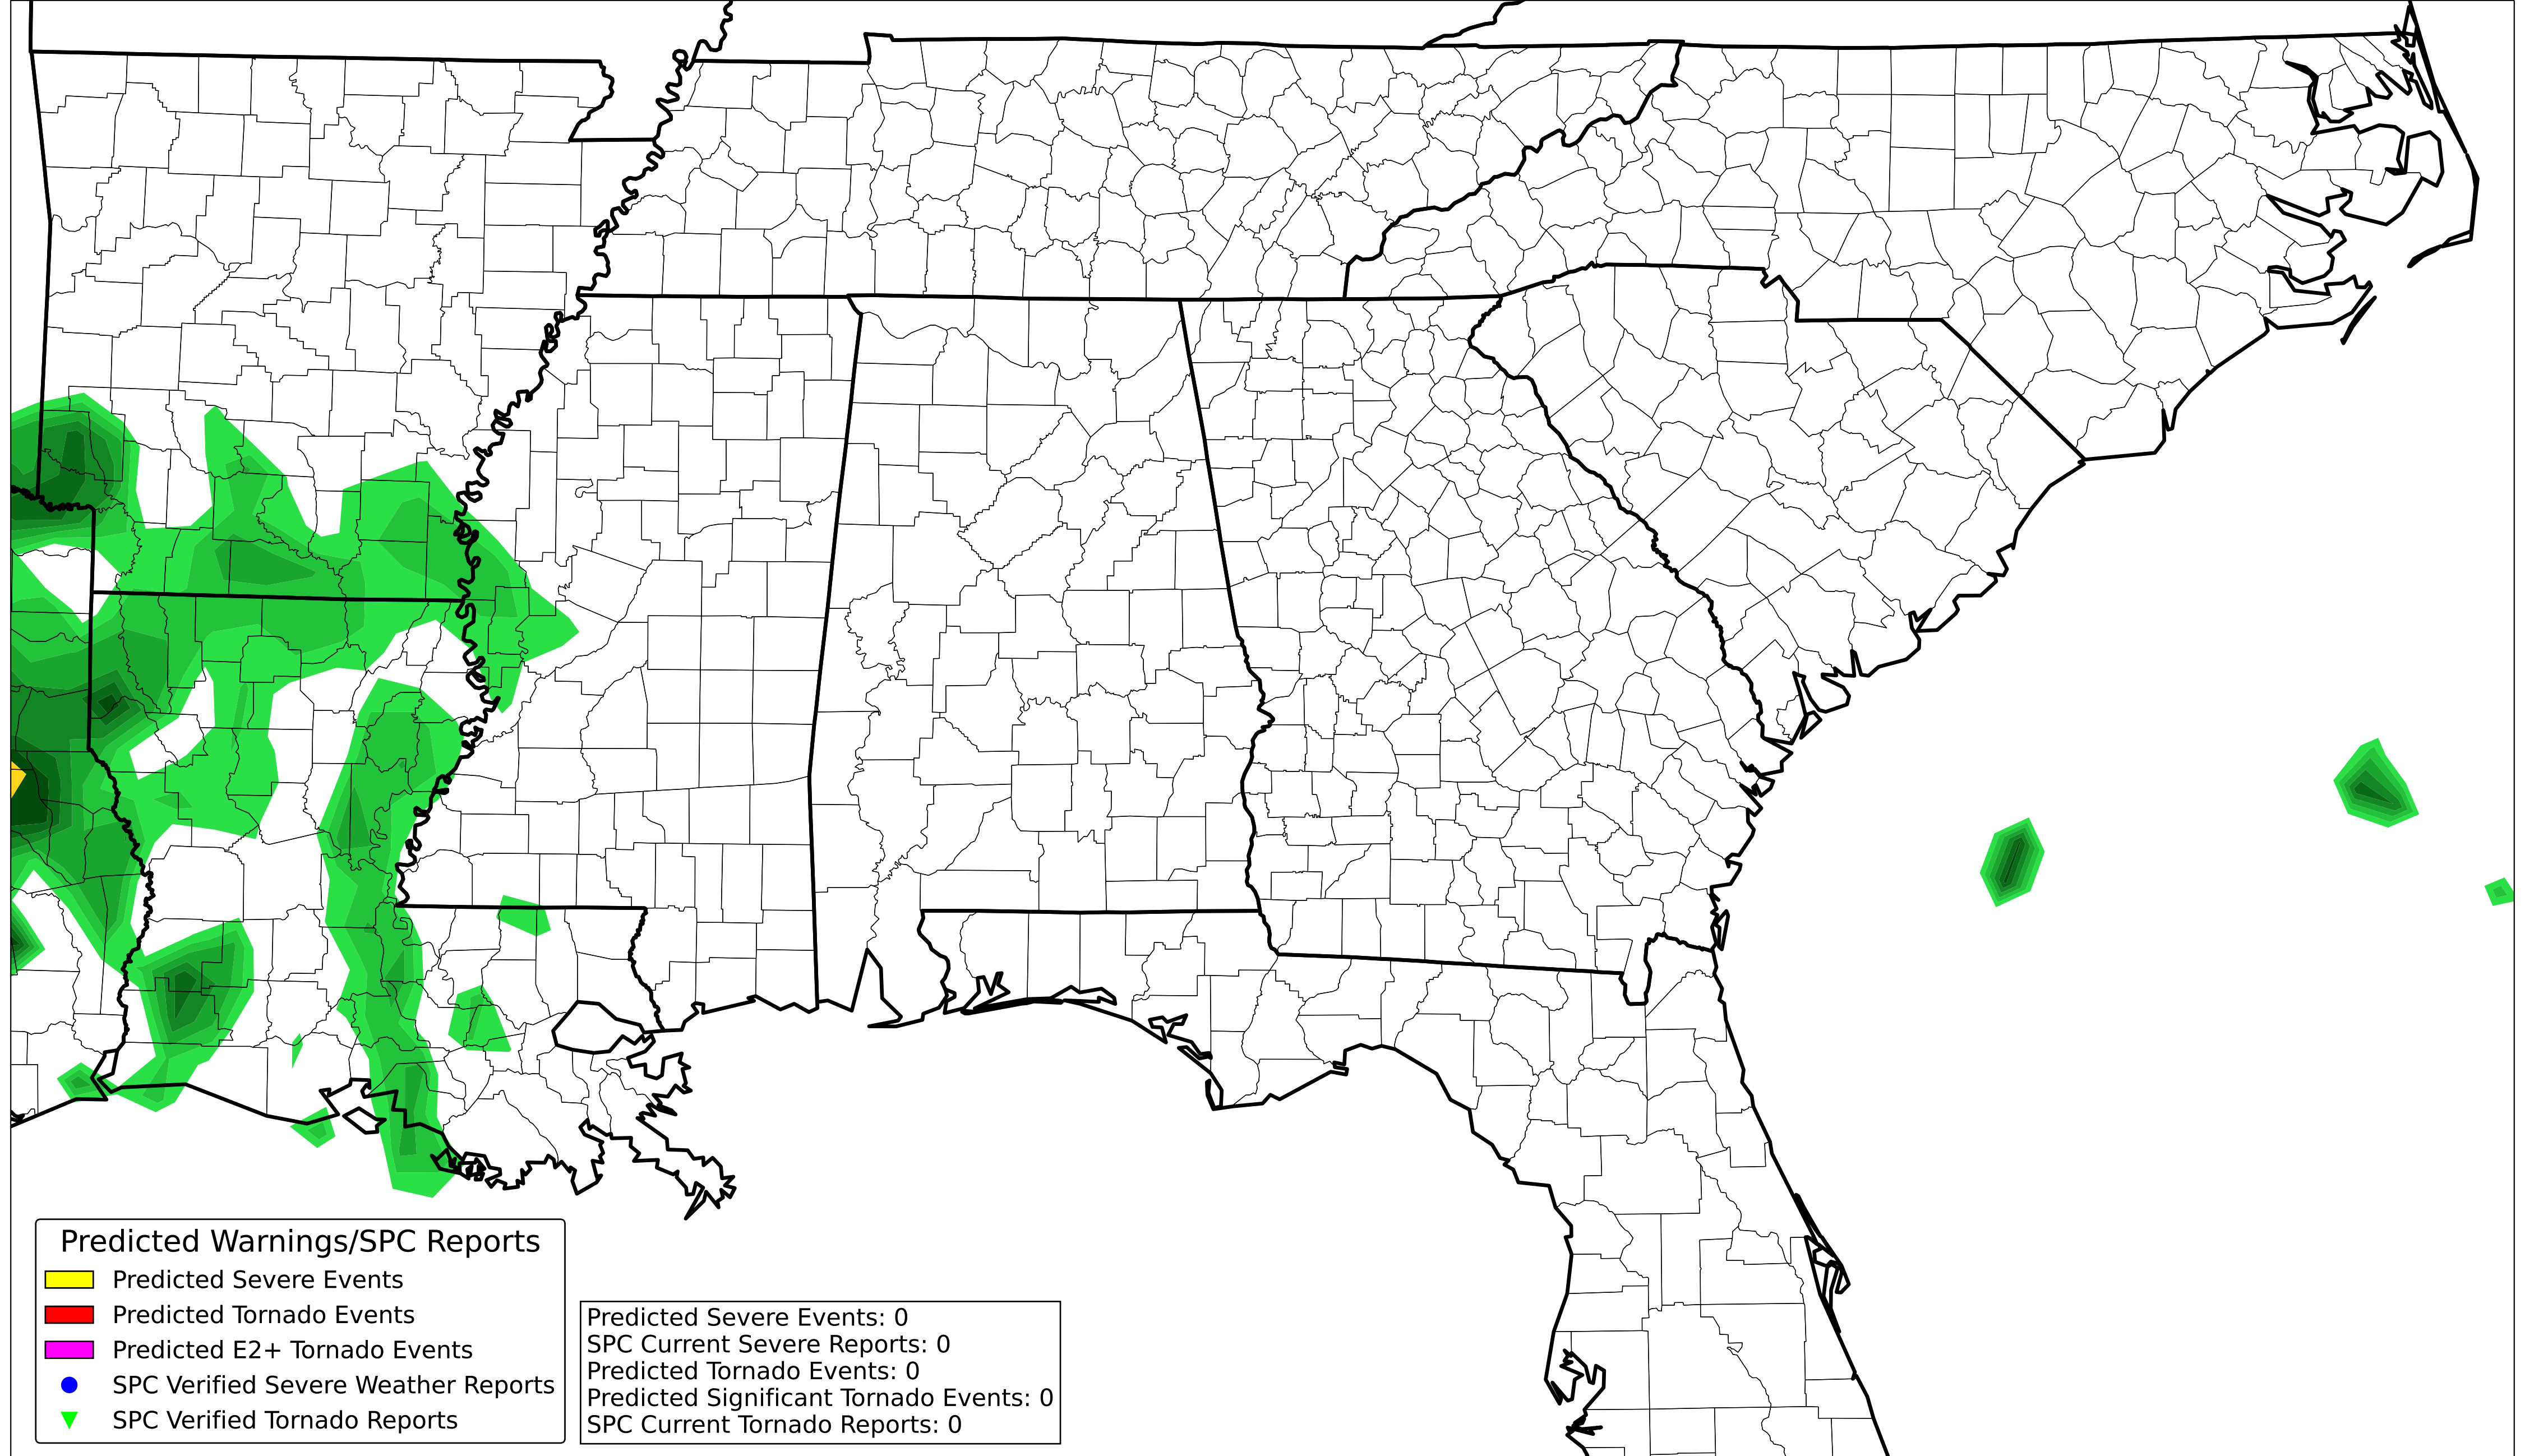 Predicted Warnings/SPC Reports
Predicted Severe Events
Predicted Tornado Events
Predicted E2+ Tornado Events
SPC Verified Severe Weather Reports
SPC Verified Tornado Reports
Predicted Severe Events: 0
SPC Current Severe Reports: 0
Predicted Tornado Events: 0
Predicted Significant Tornado Events: 0
SPC Current Tornado Reports: 0